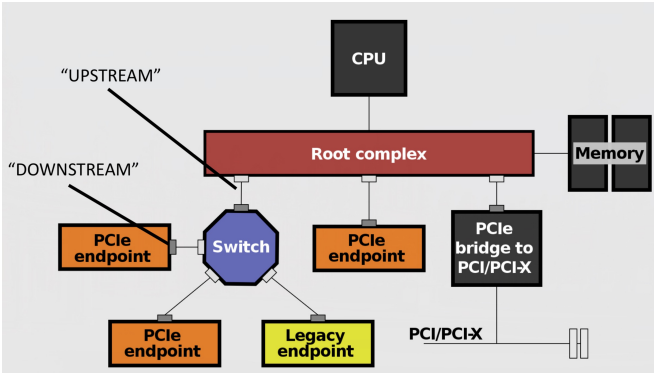 CPU
“UPSTREAM”
Root complex
Memory
“DOWNSTREAM”
PCIe
endpoint
Switch
PCIe
endpoint
PCIe
bridge to
PCI/PCI-X
PCIe
endpoint
Legacy
endpoint
PCI/PCI-X